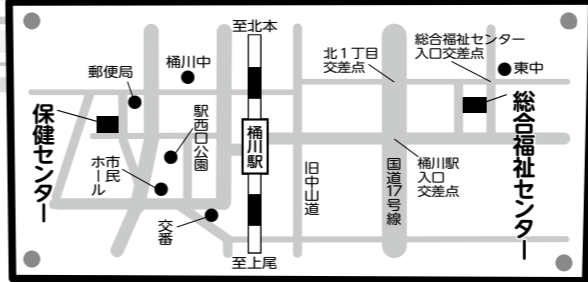 至北本
桶川中
郵便局
保健センター
駅西口公園
市民
ホール
交番
桶川駅
至上尾
旧中山道
北1丁目
交差点
国道17号線
総合福祉センター
入口交差点
東中
桶川駅
入口
交差点
総合福祉センター